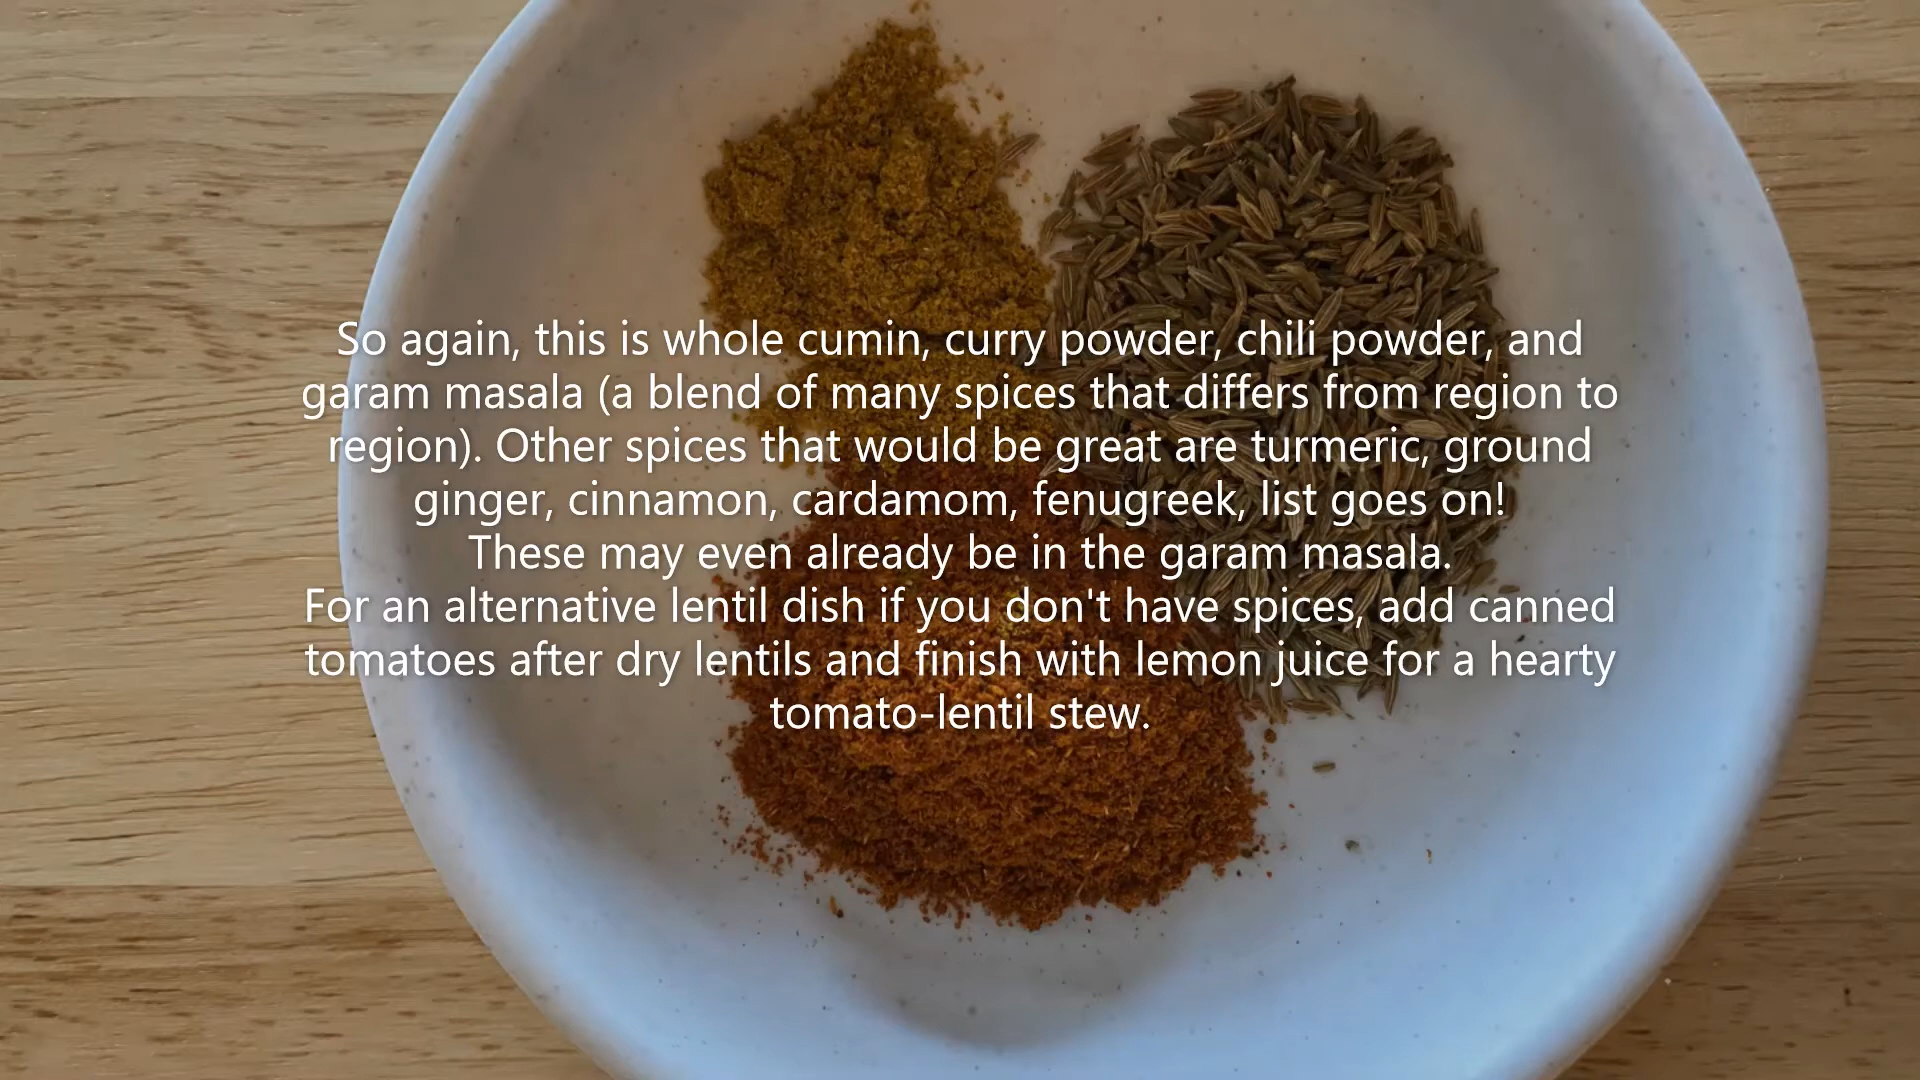 So again, this is whole cumin, curry powder, chili powder, and
garam masala (a blend of many spices that differs from region to
region). Other spices that would be great are turmeric, ground
ginger, cinnamon, cardamom, fenugreek, list goes on!
These may even already be in the garam masala.
For an alternative lentil dish if you don't have spices, add canned
tomatoes after dry lentils and finish with lemon juice for a hearty
tomato-lentil stew.